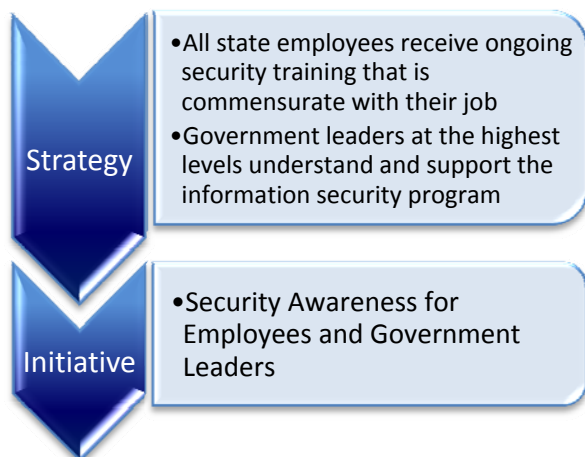 Strategy
•All state employees receive ongoing
security training that is
commensurate with their job
•Government leaders at the highest
levels understand and support the
information security program
Initiative
•Security Awareness for
Employees and Government
Leaders